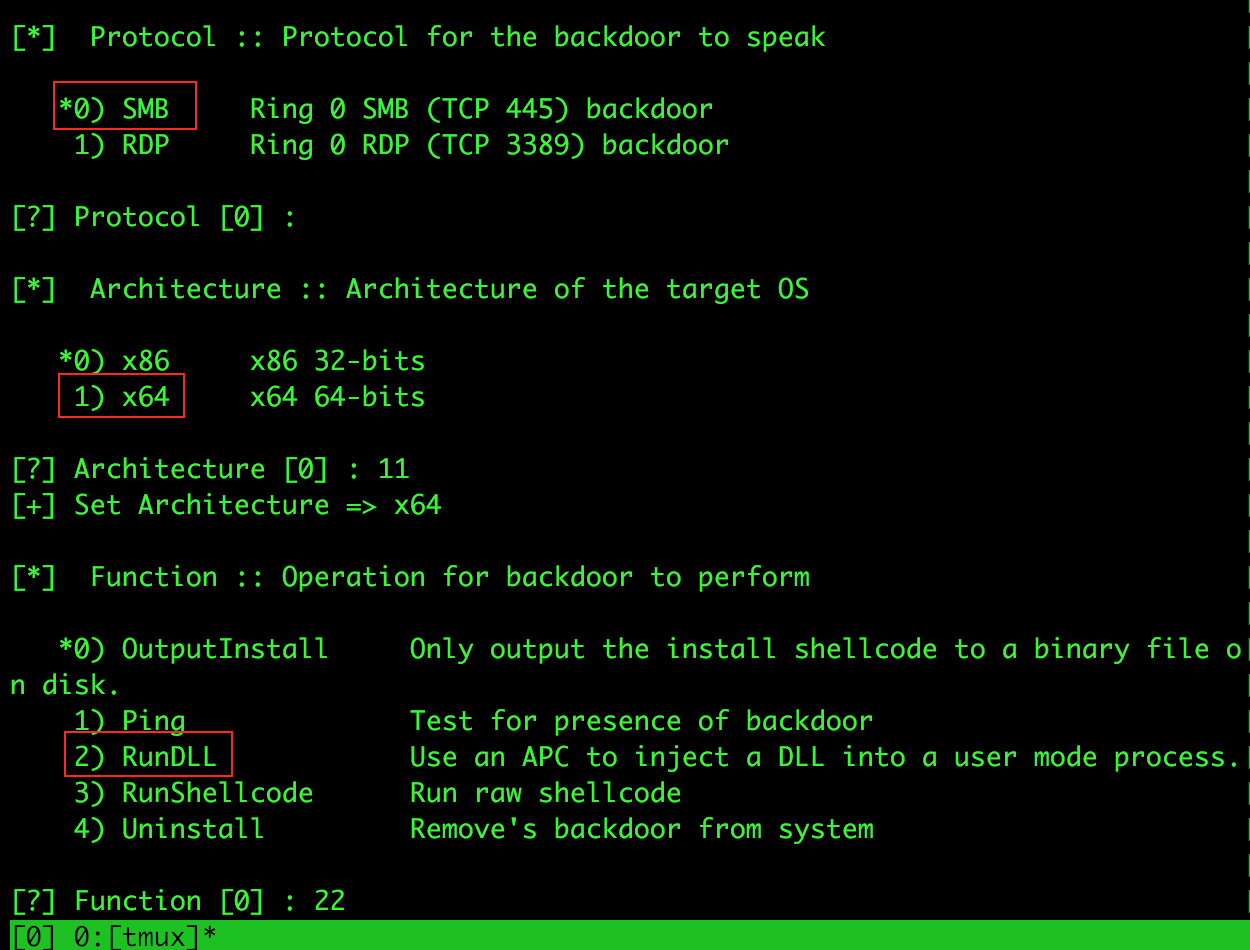 [*]  Protocol :: Protocol for the backdoor to speak
*0) SMB     Ring 0 SMB (TCP 445) backdoor
1) RDP     Ring 0 RDP (TCP 3389) backdoor
[?] Protocol [0] :
[*]  Architecture :: Architecture of the target OS
*0) x86     x86 32-bits
1) x64     x64 64-bits
[?] Architecture [0] : 11
[+] Set Architecture => x64
[*]  Function :: Operation for backdoor to perform
*0) OutputInstall     Only output the install shellcode to a binary file o
n disk.
1) Ping              Test for presence of backdoor
2) RunDLL            Use an APC to inject a DLL into a user mode process.
3) RunShellcode      Run raw shellcode
4) Uninstall         Remove's backdoor from system
[?] Function [0] : 22
[0] 0:[tmux]*